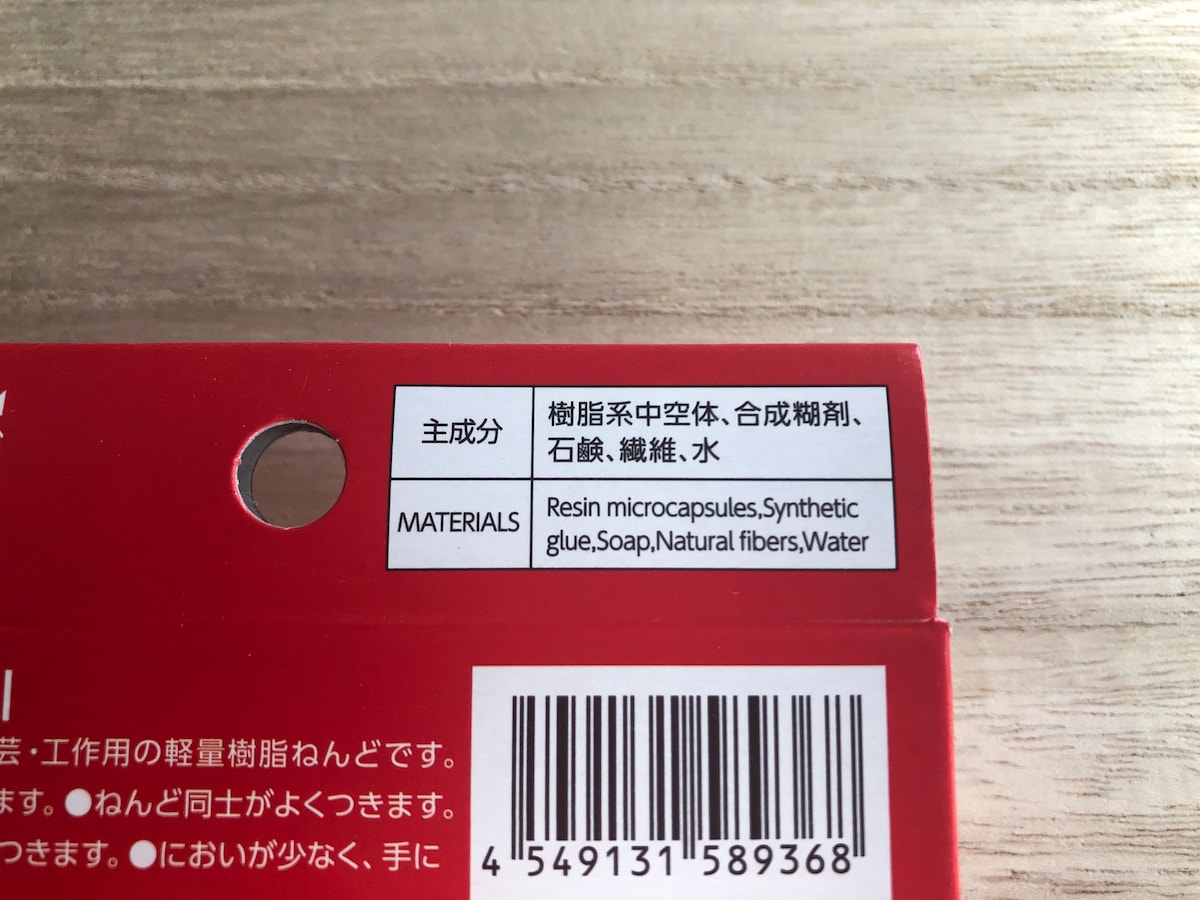 主成分
樹脂系中空体、合成糊剤、
石鹸、繊維、水
MATERIALS
Resin microcapsules,Synthetic
glue,Soap,Natural fibers,Water
芸・工作用の軽量樹脂ねんどです。
ます。●ねんど同士がよくつきます。
つきます。●においが少なく、手に
4 549131 589368